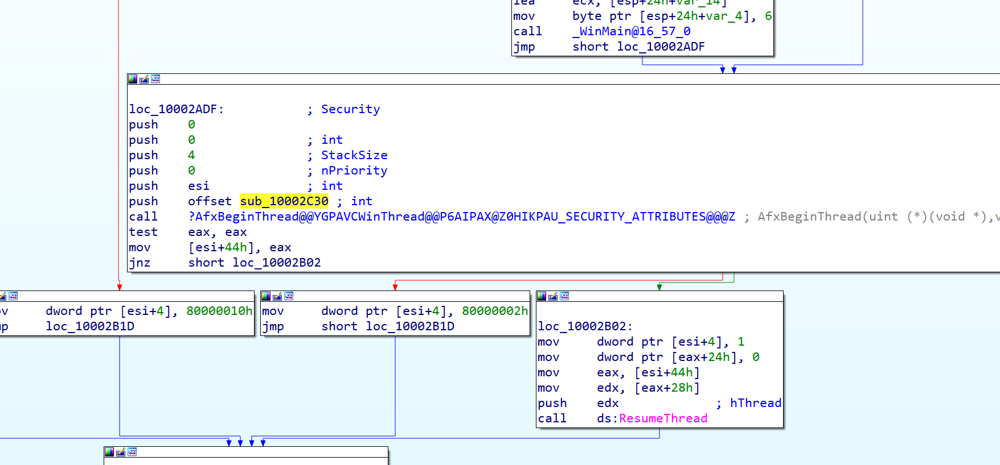 lea ecx, [esp+24h+var_14]
mov byte ptr [esp+24h+var_4], 6
call _WinMain@16_57_0
jmp short loc_10002ADF
loc_10002ADF: ; Security
push 0
push 0 ; int
push 4 ; StackSize
push 0 ; nPriority
push esi ; int
push offset sub_10002C30 ; int
call ?AfxBeginThread@@YGPAVCWinThread@@P6AIPAX@Z0HIKPAU_SECURITY_ATTRIBUTES@@@Z ; AfxBeginThread(uint (*)(void *),v
test eax, eax
mov [esi+44h], eax
jnz short loc_10002B02
ov dword ptr [esi+4], 80000010h
mp loc_10002B1D
mov dword ptr [esi+4], 80000002h
jmp short loc_10002B1D
loc_10002B02:
mov dword ptr [esi+4], 1
mov dword ptr [eax+24h], 0
mov eax, [esi+44h]
mov edx, [eax+28h]
push edx ; hThread
call ds:ResumeThread